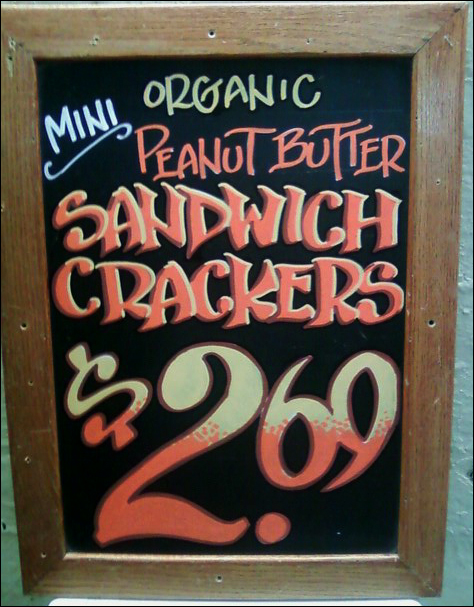 ORGANIC
MINI
PEANUT BUTTER
SANDWICH
CRACKERS
$2.69